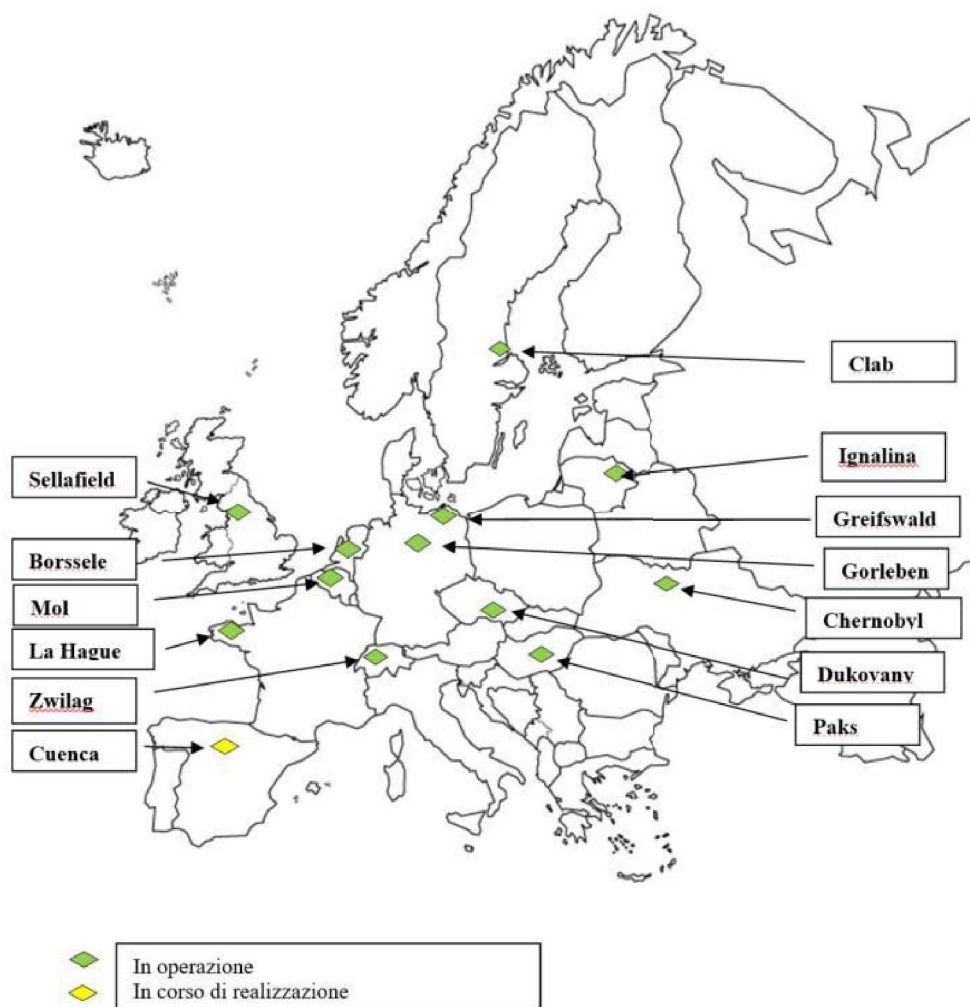 Clab
Ignalina
Sellafield
Greifswald
Borssele
Gorleben
Mol
Chernobyl
La Hague
Dukovany
Zwilag
Paks
Cuenca
In operazione
In corso di realizzazione